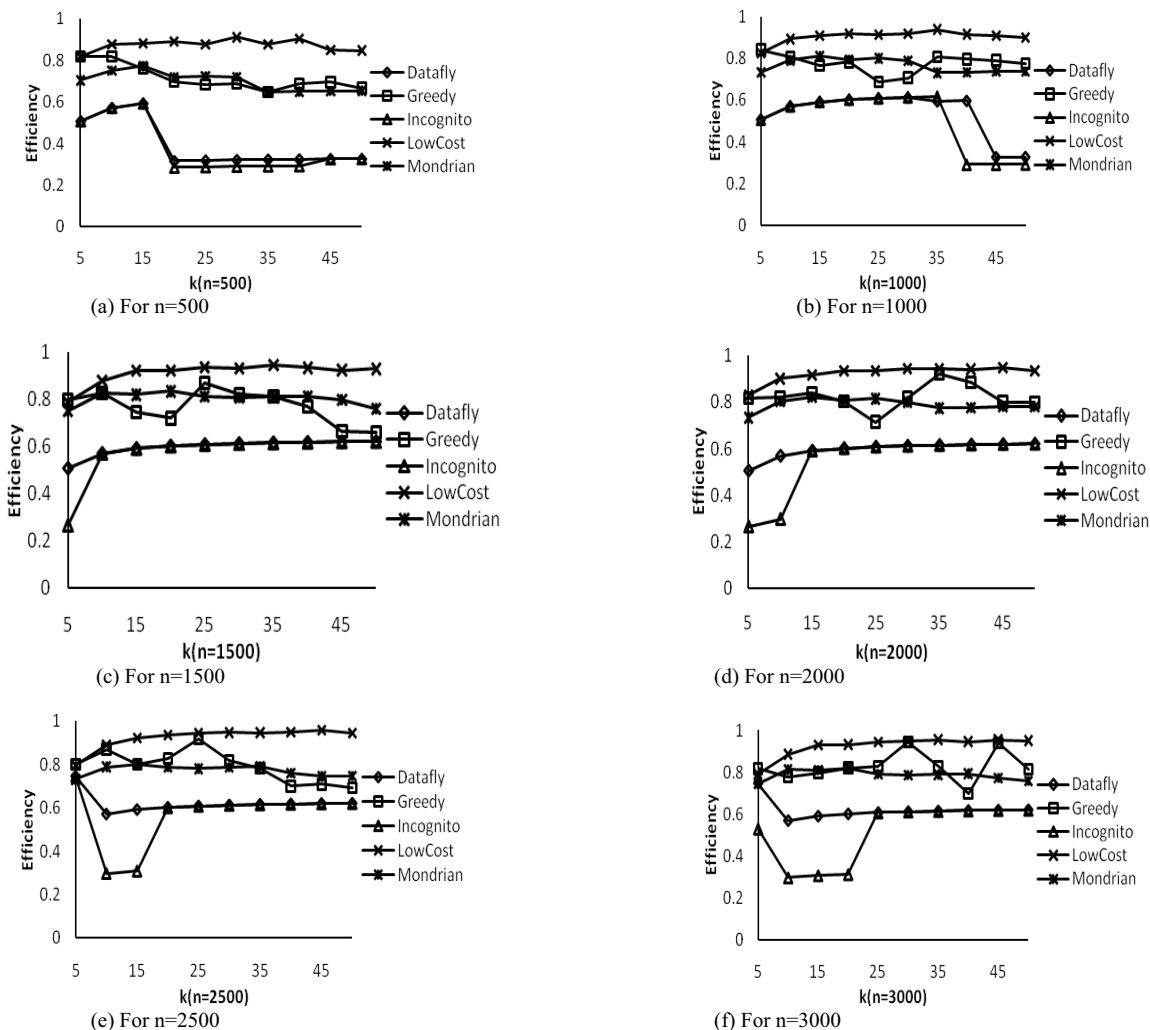 1
0.8
0.6
0.4
0.2
0
Efficiency
5 15 25 35 45
k(n=500)
Datafly
Greedy
Incognito
LowCost
Mondrian
(a) For n=500
1
0.8
0.6
0.4
0.2
0
Efficiency
5 15 25 35 45
k(n=1000)
Datafly
Greedy
Incognito
LowCost
Mondrian
(b) For n=1000
1
0.8
0.6
0.4
0.2
0
Efficiency
5 15 25 35 45
k(n=1500)
Datafly
Greedy
Incognito
LowCost
Mondrian
(c) For n=1500
1
0.8
0.6
0.4
0.2
0
Efficiency
5 15 25 35 45
k(n=2000)
Datafly
Greedy
Incognito
LowCost
Mondrian
(d) For n=2000
1
0.8
0.6
0.4
0.2
0
Efficiency
5 15 25 35 45
k(n=2500)
Datafly
Greedy
Incognito
LowCost
Mondrian
(e) For n=2500
1
0.8
0.6
0.4
0.2
0
Efficiency
5 15 25 35 45
k(n=3000)
Datafly
Greedy
Incognito
LowCost
Mondrian
(f) For n=3000